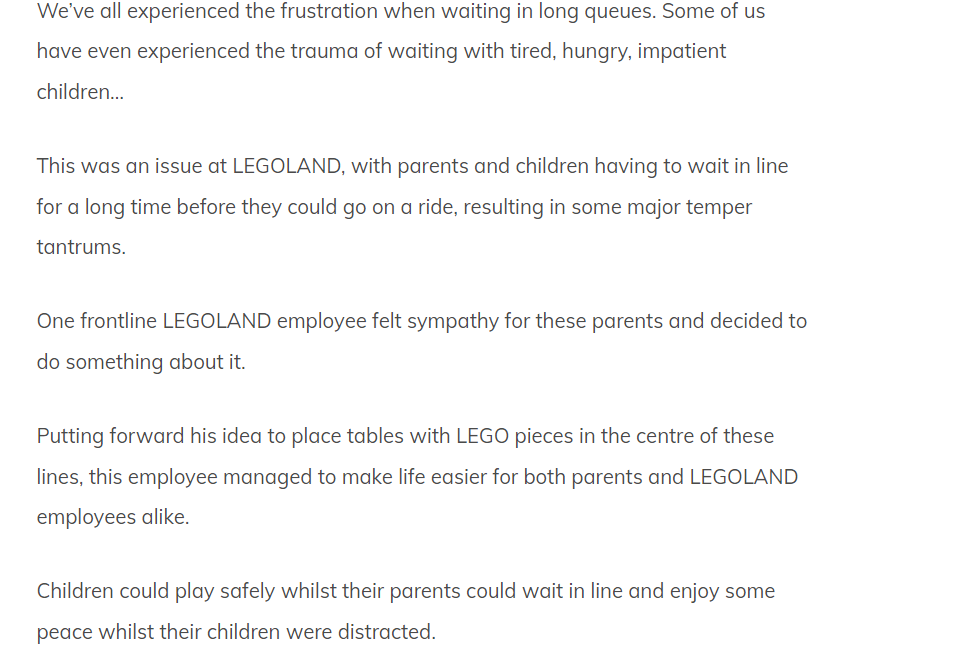 We’ve all experienced the frustration when waiting in long queues. Some of us
have even experienced the trauma of waiting with tired, hungry, impatient
children…
This was an issue at LEGOLAND, with parents and children having to wait in line
for a long time before they could go on a ride, resulting in some major temper
tantrums.
One frontline LEGOLAND employee felt sympathy for these parents and decided to
do something about it.
Putting forward his idea to place tables with LEGO pieces in the centre of these
lines, this employee managed to make life easier for both parents and LEGOLAND
employees alike.
Children could play safely whilst their parents could wait in line and enjoy some
peace whilst their children were distracted.